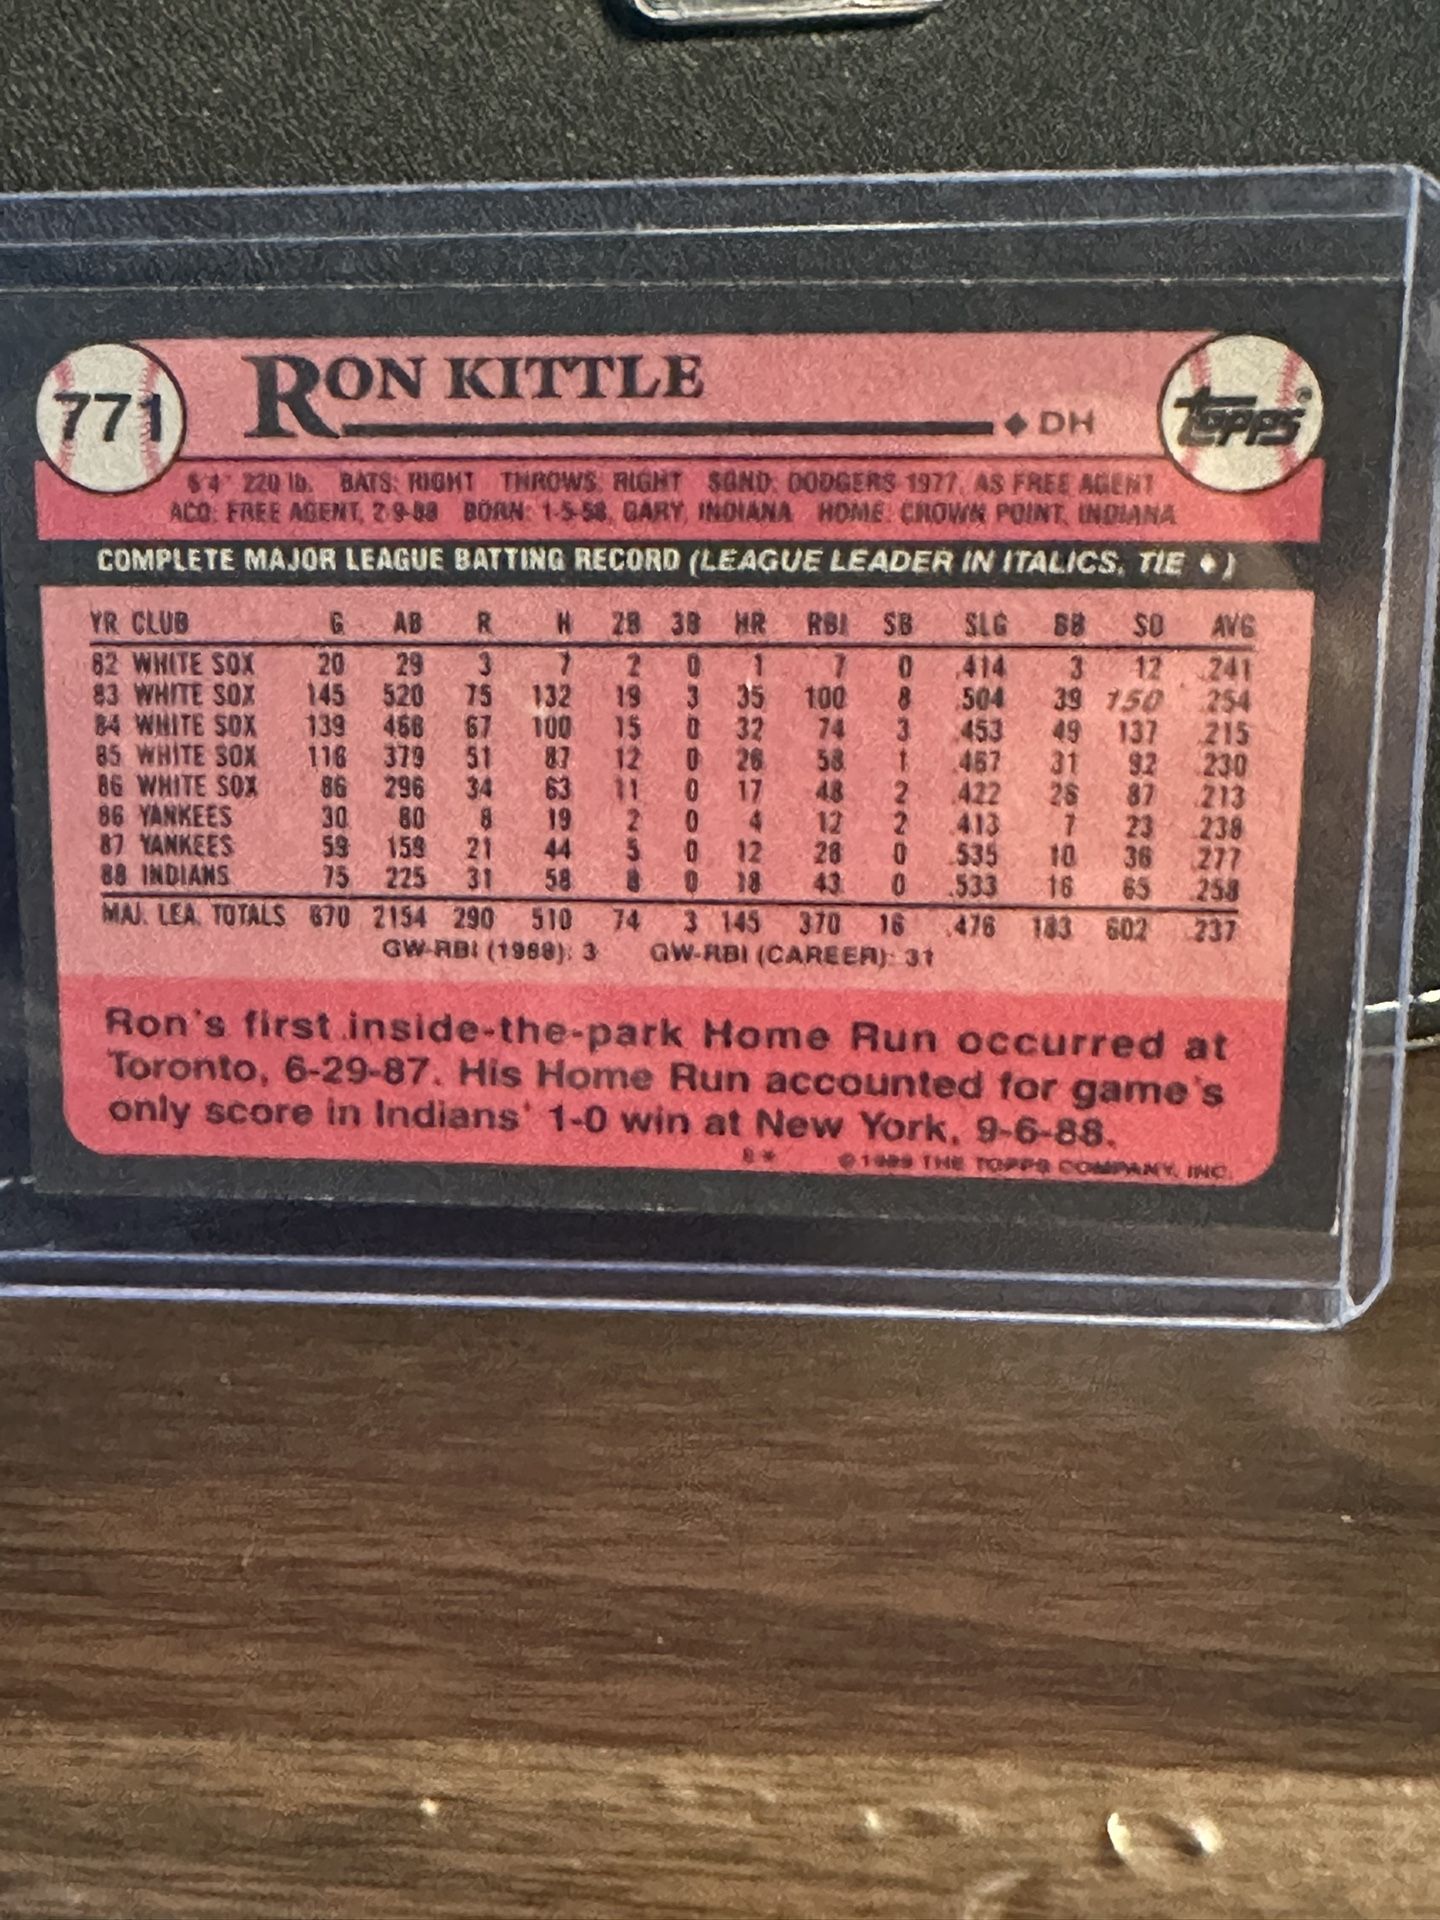 771
RON KITTLE
◆ DH
topps®
6'4" 220 lb. BATS: RIGHT THROWS: RIGHT SGND: DODGERS 1977, AS FREE AGENT
ACQ: FREE AGENT, 2-9-88 BORN: 1-5-58, GARY, INDIANA HOME: CROWN POINT, INDIANA
COMPLETE MAJOR LEAGUE BATTING RECORD (LEAGUE LEADER IN ITALICS, TIE ◆)
YR CLUB G AB R H 2B 3B HR RBI SB SLG BB SO AVG
82 WHITE SOX 20 29 3 7 2 0 1 7 0 .414 3 12 .241
83 WHITE SOX 145 520 75 132 19 3 35 100 8 .504 39 150 .254
84 WHITE SOX 139 466 67 100 15 0 32 74 3 .453 49 137 .215
85 WHITE SOX 116 379 51 87 12 0 26 58 1 .467 31 92 .230
86 WHITE SOX 86 296 34 63 11 0 17 48 2 .422 28 87 .213
86 YANKEES 30 80 8 19 2 0 4 12 2 .413 7 23 .238
87 YANKEES 59 159 21 44 5 0 12 28 0 .535 10 36 .277
88 INDIANS 75 225 31 58 8 0 18 43 0 .533 16 65 .258
MAJ. LEA. TOTALS 670 2154 290 510 74 3 145 370 16 .476 183 602 .237
GW-RBI (1988): 3 GW-RBI (CAREER): 31
Ron's first inside-the-park Home Run occurred at
Toronto, 6-29-87. His Home Run accounted for game's
only score in Indians' 1-0 win at New York, 9-6-88.
8* © 1989 THE TOPPS COMPANY, INC.